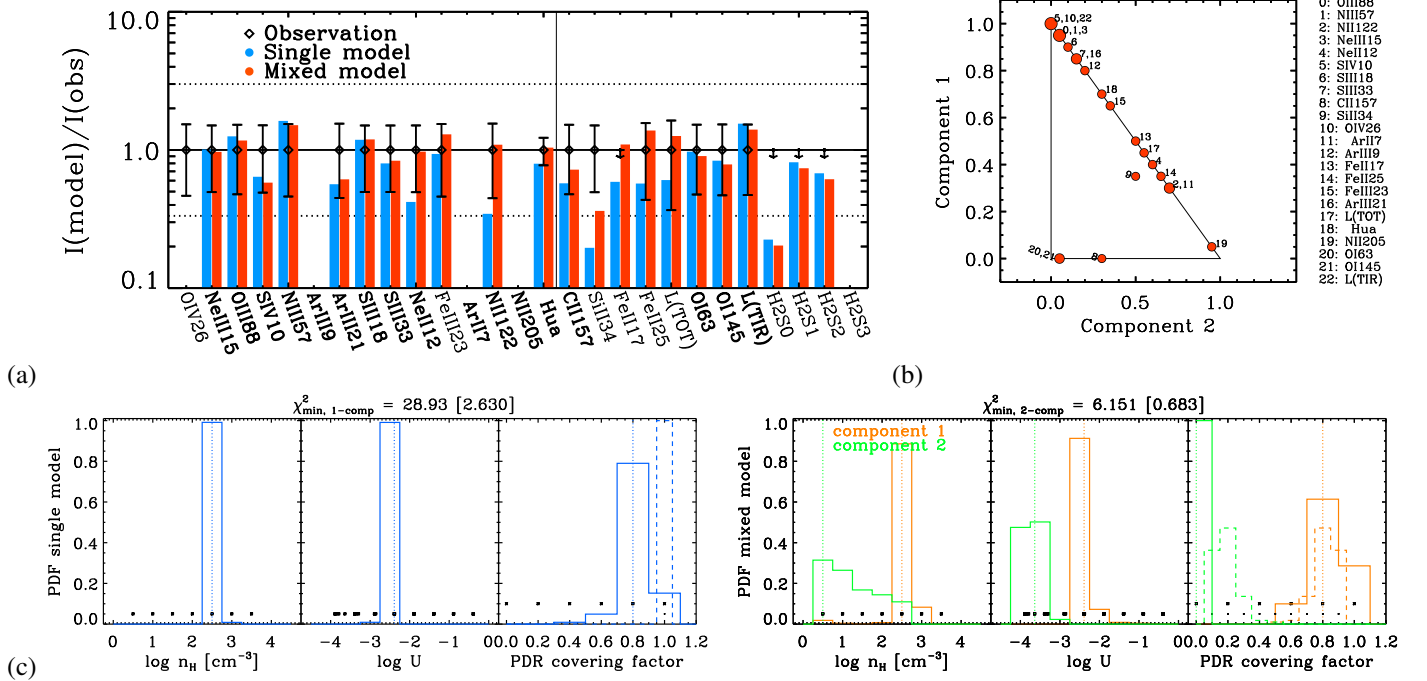 10.0
1.0
0.1
I(model)/I(obs)
Observation
Single model
Mixed model
OIV26
NeIII15
OIII88
SIV10
NIII57
ArIII9
ArIII21
SIII18
SIII33
NeII12
FeIII23
ArII7
NII122
NII205
Hua
CII157
SiII34
FeII17
FeII25
L(TOT)
OI63
OI145
L(TIR)
H2S0
H2S1
H2S2
H2S3
(a)
1.0
0.8
0.6
0.4
0.2
0.0
Component 1
5,10,22
0,1,3
6
7,16
12
18
15
13
17
4
14
9
2,11
19
20,21
8
0.0 0.5 1.0
Component 2
0: OIII88
1: NIII57
2: NII122
3: NeIII15
4: NeII12
5: SIV10
6: SIII18
7: SIII33
8: CII157
9: SiII34
10: OIV26
11: ArII7
12: ArIII9
13: FeII17
14: FeII25
15: FeIII23
16: ArIII21
17: L(TOT)
18: Hua
19: NII205
20: OI63
21: OI145
22: L(TIR)
(b)
χ²min, 1-comp = 28.93 [2.630]
1.0
0.8
0.6
0.4
0.2
0.0
PDF single model
0 1 2 3 4
log nH [cm⁻³]
−4 −3 −2 −1
log U
0.0 0.2 0.4 0.6 0.8 1.0 1.2
PDR covering factor
χ²min, 2-comp = 6.151 [0.683]
component 1
component 2
1.0
0.8
0.6
0.4
0.2
0.0
PDF mixed model
0 1 2 3 4
log nH [cm⁻³]
−4 −3 −2 −1
log U
0.0 0.2 0.4 0.6 0.8 1.0 1.2
PDR covering factor
(c)